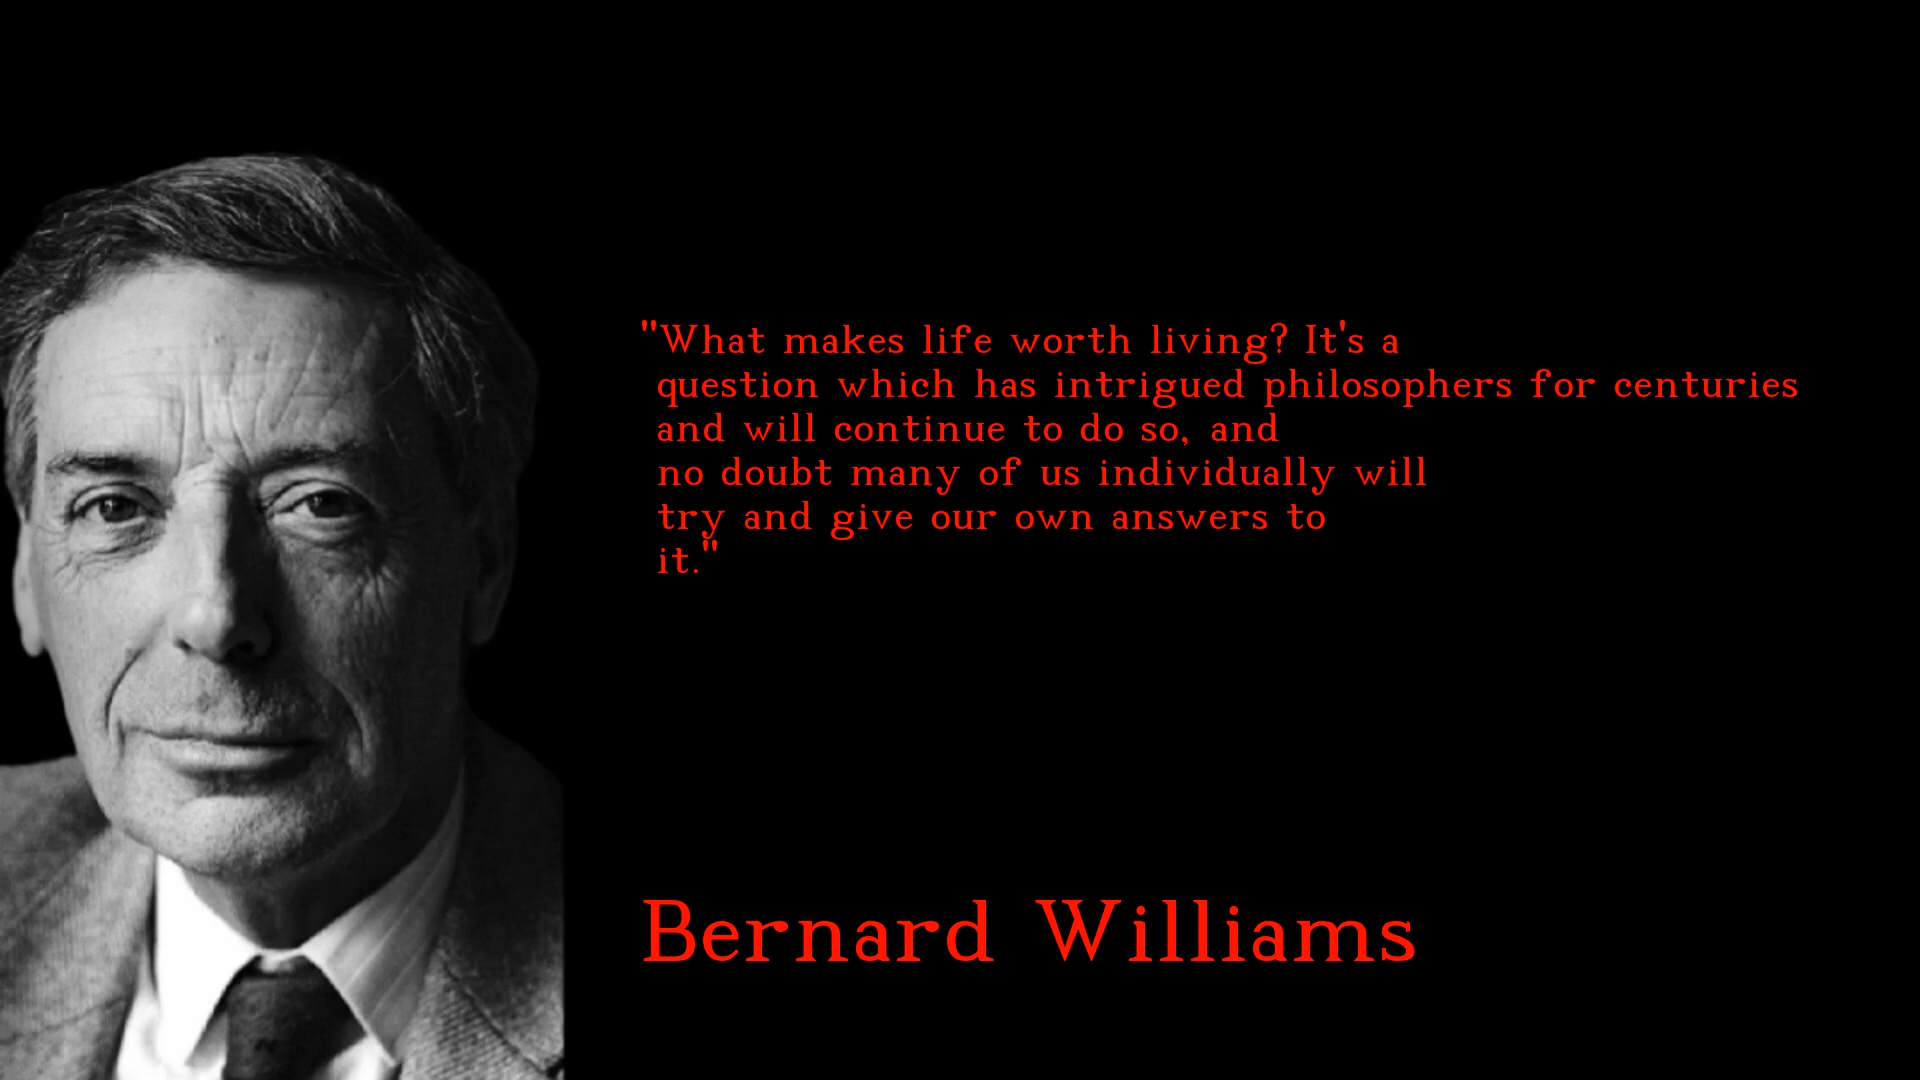 "What makes life worth living? It's a
question which has intrigued philosophers for centuries
and will continue to do so, and
no doubt many of us individually will
try and give our own answers to
it."
Bernard Williams